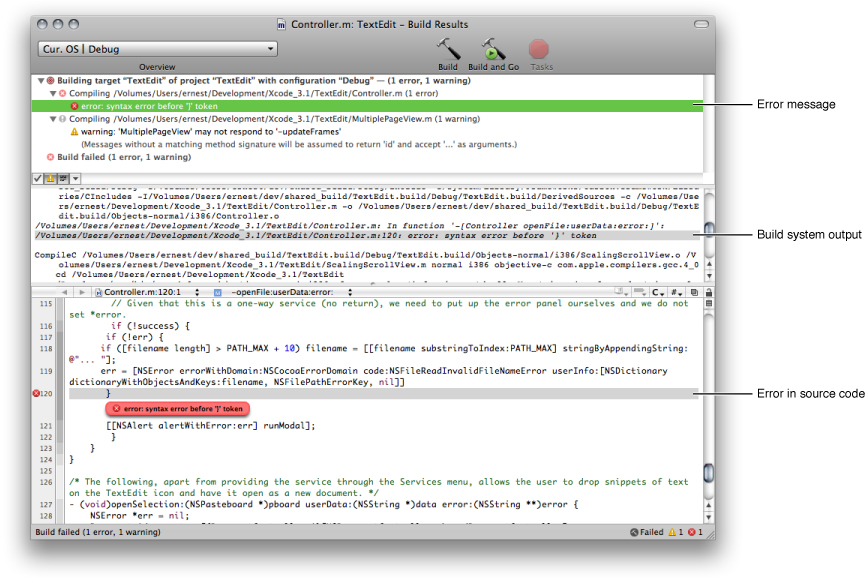 Controller.m: TextEdit – Build Results
Cur. OS | Debug
Overview
Build
Build and Go
Tasks
Building target “TextEdit” of project “TextEdit” with configuration “Debug” — (1 error, 1 warning)
Compiling /Volumes/Users/ernest/Development/Xcode_3.1/TextEdit/Controller.m (1 error)
error: syntax error before '}' token
Error message
Compiling /Volumes/Users/ernest/Development/Xcode_3.1/TextEdit/MultiplePageView.m (1 warning)
warning: 'MultiplePageView' may not respond to '-updateFrames'
(Messages without a matching method signature will be assumed to return 'id' and accept '...' as arguments.)
Build failed (1 error, 1 warning)
ries/CIncludes -I/Volumes/Users/ernest/dev/shared_build/TextEdit.build/Debug/TextEdit.build/DerivedSources -c /Volumes/Use
rs/ernest/Development/Xcode_3.1/TextEdit/Controller.m -o /Volumes/Users/ernest/dev/shared_build/TextEdit.build/Debug/TextE
dit.build/Objects-normal/i386/Controller.o
/Volumes/Users/ernest/Development/Xcode_3.1/TextEdit/Controller.m: In function '-[Controller openFile:userData:error:]':
/Volumes/Users/ernest/Development/Xcode_3.1/TextEdit/Controller.m:120: error: syntax error before '}' token
Build system output
CompileC /Volumes/Users/ernest/dev/shared_build/TextEdit.build/Debug/TextEdit.build/Objects-normal/i386/ScalingScrollView.o /V
olumes/Users/ernest/Development/Xcode_3.1/TextEdit/ScalingScrollView.m normal i386 objective-c com.apple.compilers.gcc.4_0
cd /Volumes/Users/ernest/Development/Xcode_3.1/TextEdit
Controller.m:120:1
-openFile:userData:error:
C
#
115 // Given that this is a one-way service (no return), we need to put up the error panel ourselves and we do not
set *error.
116 if (!success) {
117 if (!err) {
118 if ([filename length] > PATH_MAX + 10) filename = [[filename substringToIndex:PATH_MAX] stringByAppendingString:
@"... "];
119 err = [NSError errorWithDomain:NSCocoaErrorDomain code:NSFileReadInvalidFileNameError userInfo:[NSDictionary
dictionaryWithObjectsAndKeys:filename, NSFilePathErrorKey, nil]]
120 }
Error in source code
error: syntax error before '}' token
121 [[NSAlert alertWithError:err] runModal];
122 }
123 }
124 }
125
126 /* The following, apart from providing the service through the Services menu, allows the user to drop snippets of text
on the TextEdit icon and have it open as a new document. */
127 - (void)openSelection:(NSPasteboard *)pboard userData:(NSString *)data error:(NSString **)error {
128 NSError *err = nil;
Build failed (1 error, 1 warning)
Failed 1 1